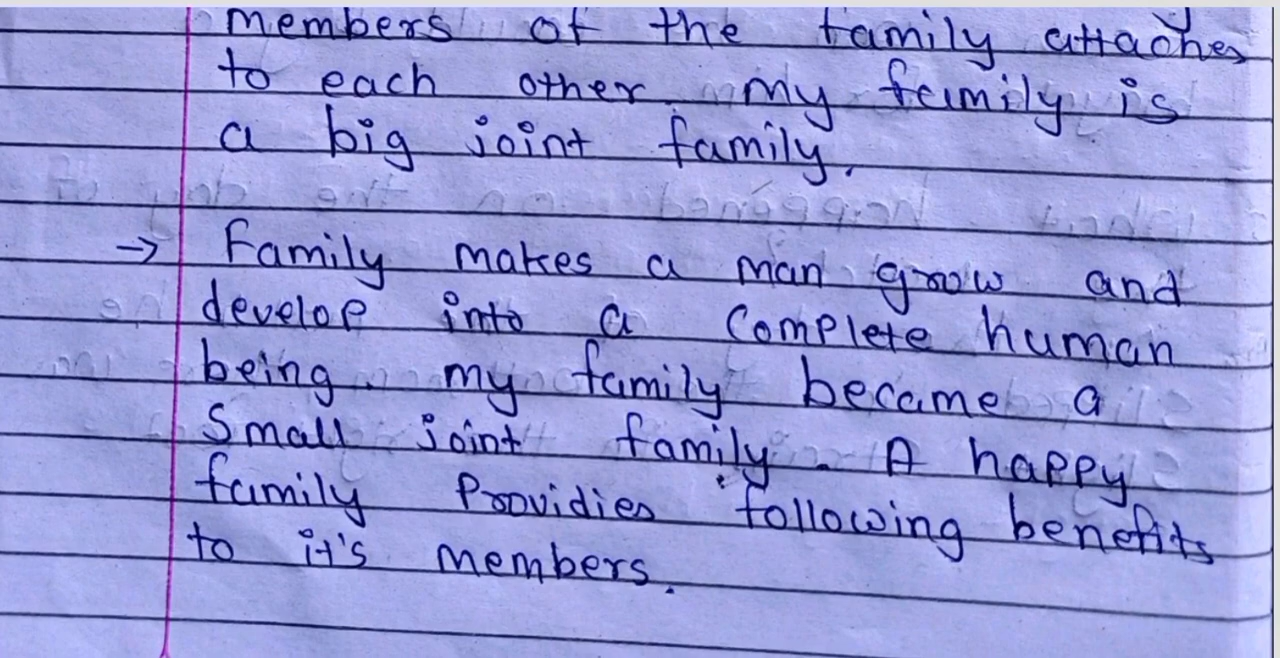 members of the family attaches
to each other. my family is
a big joint family.
→ Family makes a man grow and
develop into a complete human
being. my family became a
Small joint family. A happy
family Providies following benefits
to it's members.